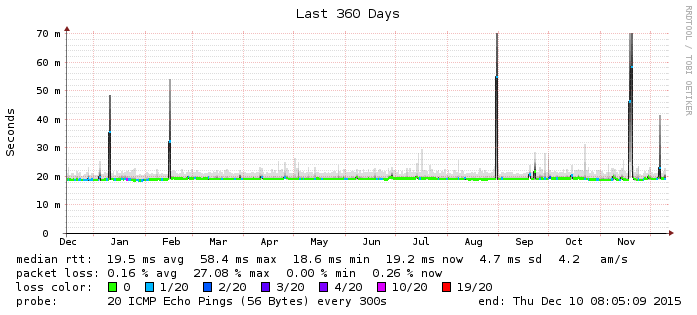 Last 360 Days
RRDTOOL / TOBI OETIKER
Seconds
70 m
60 m
50 m
40 m
30 m
20 m
10 m
0
Dec Jan Feb Mar Apr May Jun Jul Aug Sep Oct Nov
median rtt: 19.5 ms avg 58.4 ms max 18.6 ms min 19.2 ms now 4.7 ms sd 4.2 am/s
packet loss: 0.16 % avg 27.08 % max 0.00 % min 0.26 % now
loss color: 0 1/20 2/20 3/20 4/20 10/20 19/20
probe: 20 ICMP Echo Pings (56 Bytes) every 300s end: Thu Dec 10 08:05:09 2015